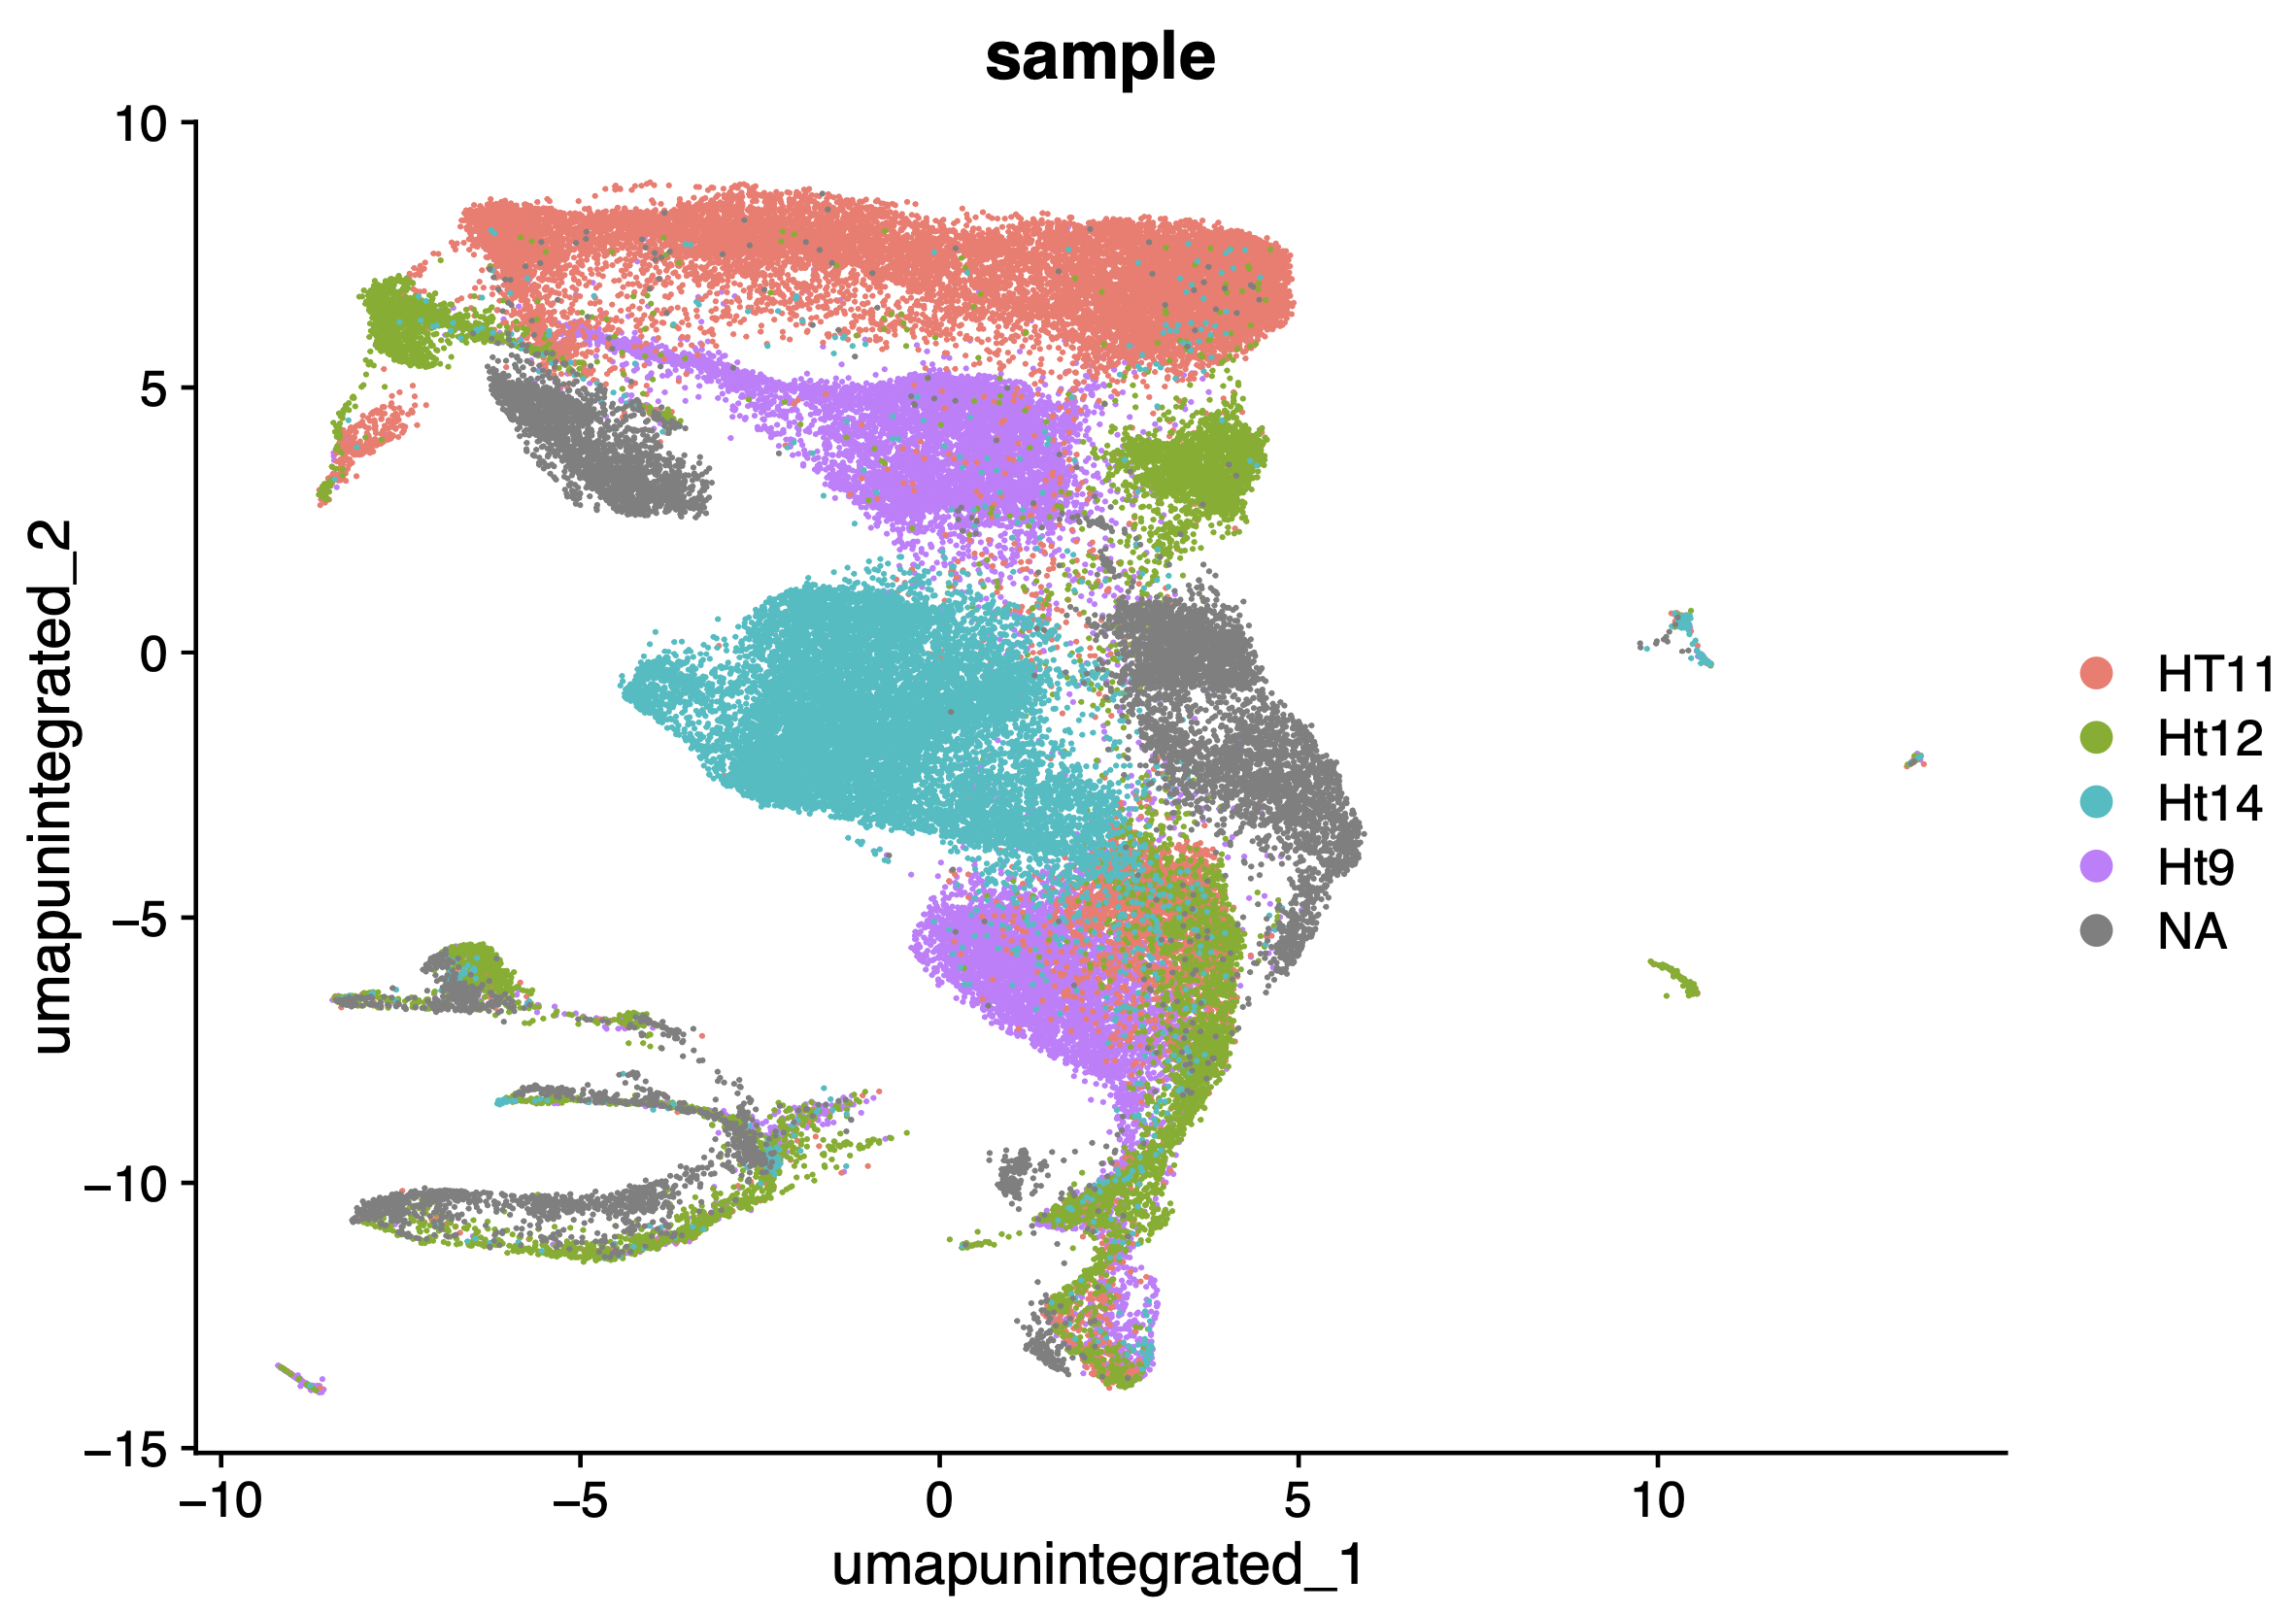 sample
10
5
0
−5
−10
−15
umapunintegrated_2
−10
−5
0
5
10
umapunintegrated_1
HT11
Ht12
Ht14
Ht9
NA